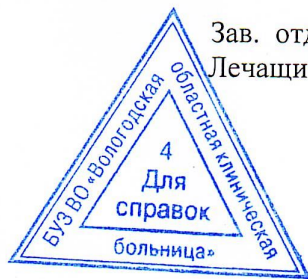 Зав. отд
Лечащи
БУЗ ВО «Вологодская
областная клиническая
больница»
4
Для
справок